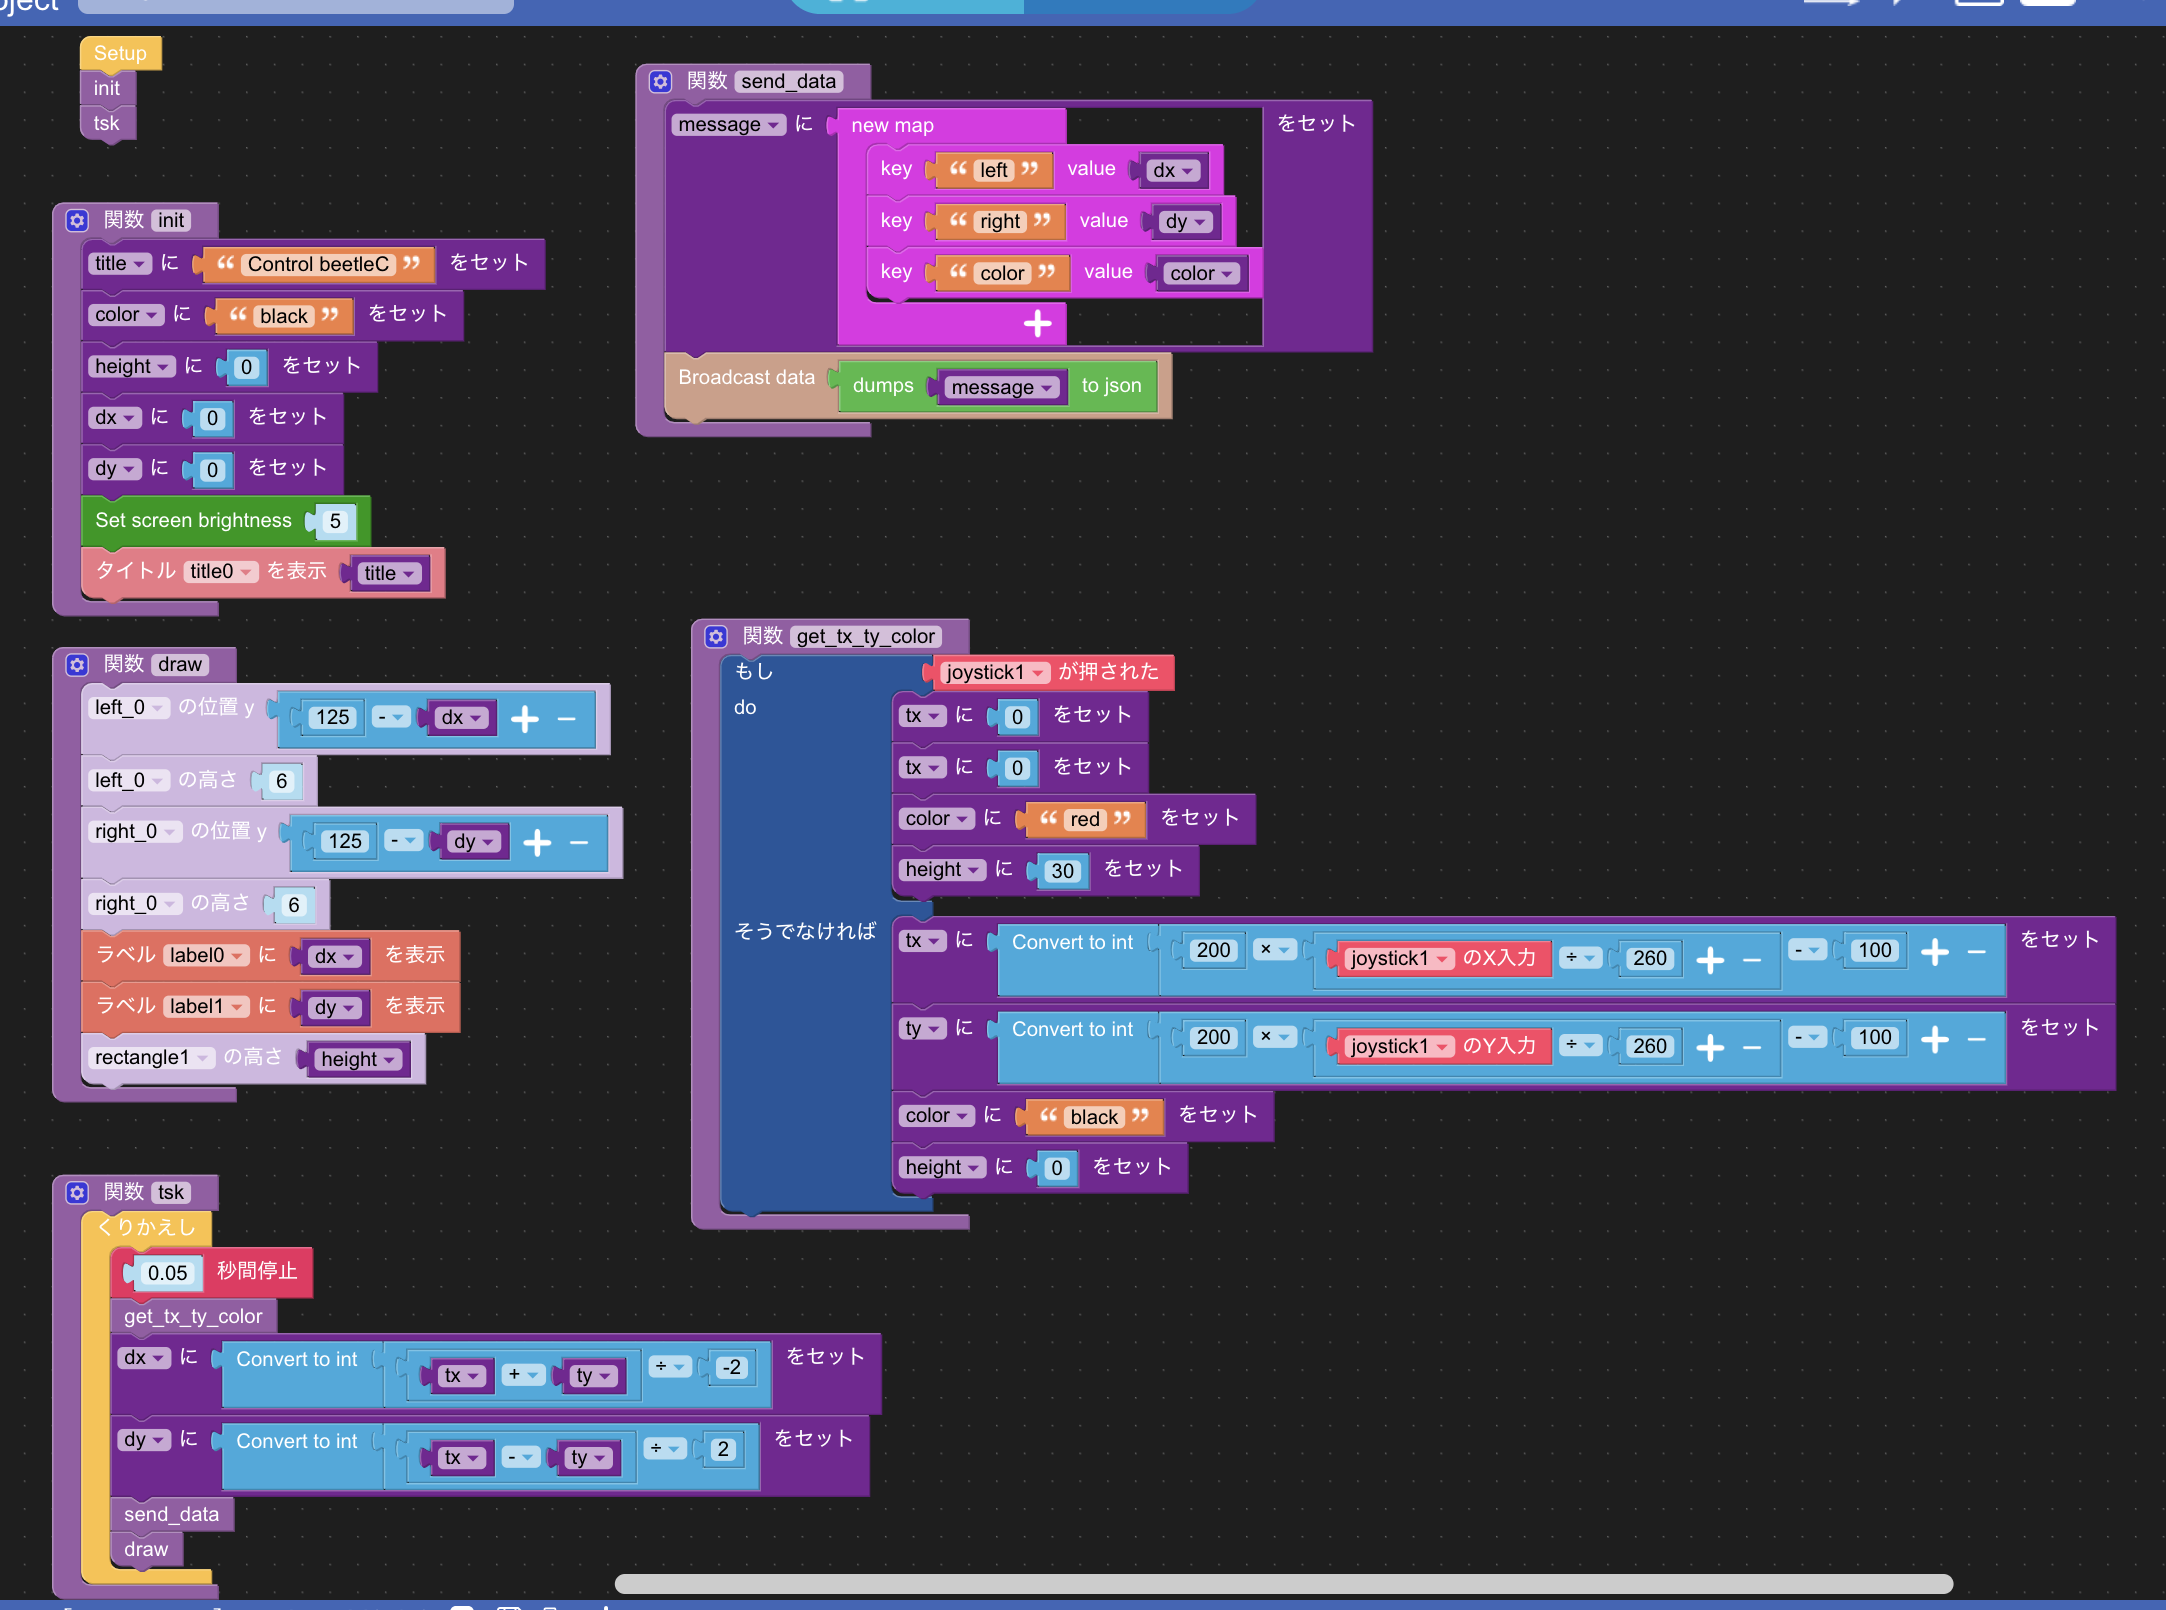 Setup
init
tsk
関数 init
title に “ Control beetleC ” をセット
color に “ black ” をセット
height に 0 をセット
dx に 0 をセット
dy に 0 をセット
Set screen brightness 5
タイトル title0 を表示 title
関数 draw
left_0 の位置 y 125 - dx + −
left_0 の高さ 6
right_0 の位置 y 125 - dy + −
right_0 の高さ 6
ラベル label0 に dx を表示
ラベル label1 に dy を表示
rectangle1 の高さ height
関数 tsk
くりかえし
0.05 秒間停止
get_tx_ty_color
dx に Convert to int tx + ty ÷ -2 をセット
dy に Convert to int tx - ty ÷ 2 をセット
send_data
draw
関数 send_data
message に new map をセット
key “ left ” value dx
key “ right ” value dy
key “ color ” value color
+
Broadcast data dumps message to json
関数 get_tx_ty_color
もし joystick1 が押された
do
tx に 0 をセット
tx に 0 をセット
color に “ red ” をセット
height に 30 をセット
そうでなければ
tx に Convert to int 200 × joystick1 のX入力 ÷ 260 + − - 100 + − をセット
ty に Convert to int 200 × joystick1 のY入力 ÷ 260 + − - 100 + − をセット
color に “ black ” をセット
height に 0 をセット